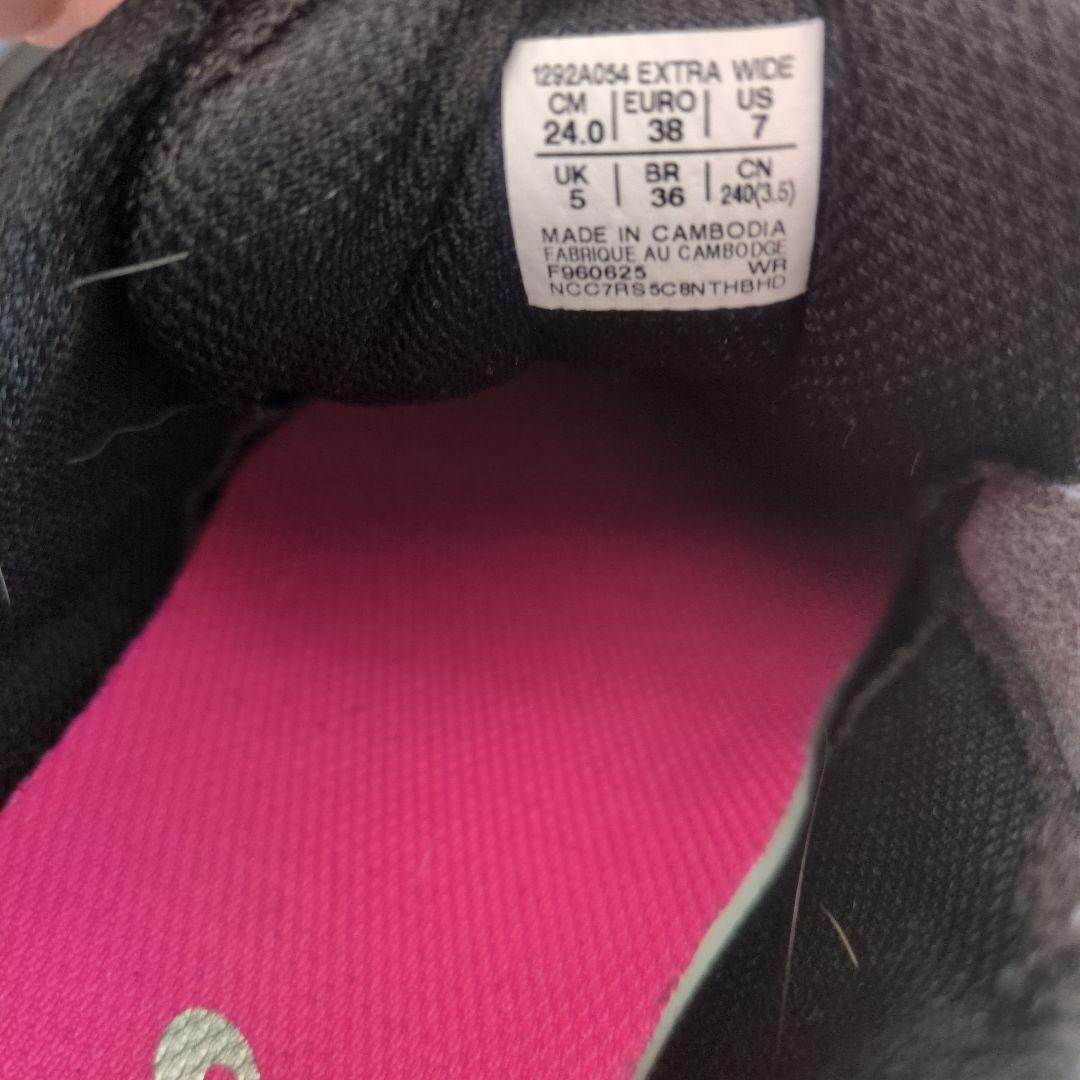 1292A054 EXTRA WIDE
CM | EURO | US
24.0 | 38 | 7
UK | BR | CN
5 | 36 | 240(3.5)
MADE IN CAMBODIA
FABRIQUE AU CAMBODGE
F960625 WR
NCC7RS5C8NTHBHD